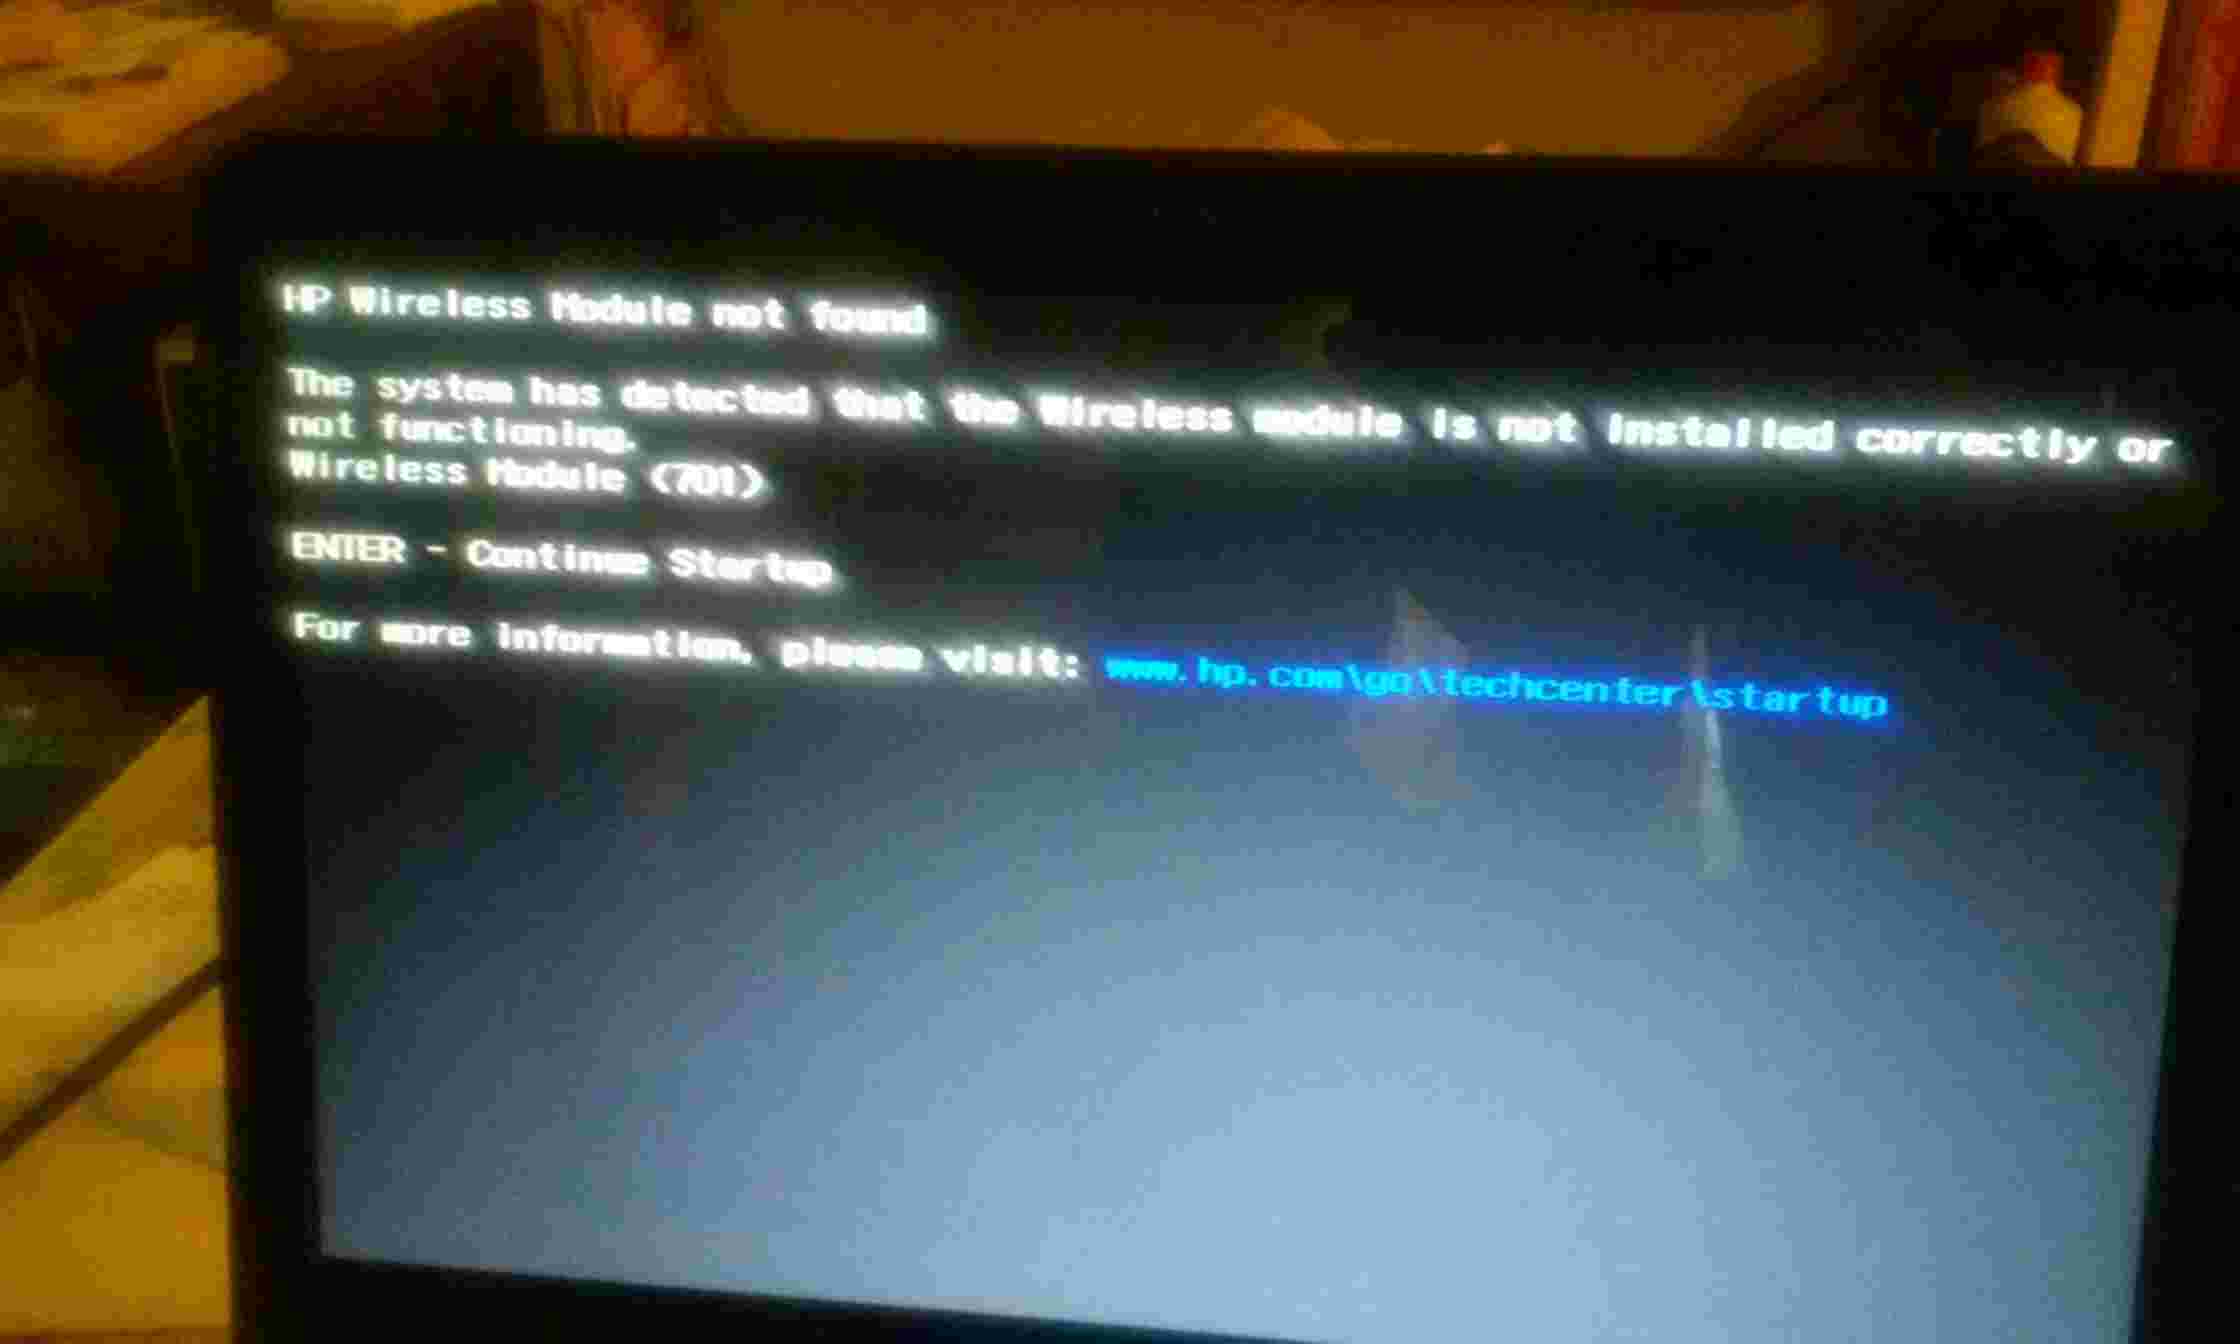 HP Wireless Module not found
The system has detected that the Wireless module is not installed correctly or
not functioning.
Wireless Module (701)
ENTER - Continue Startup
For more information, please visit: www.hp.com\go\techcenter\startup